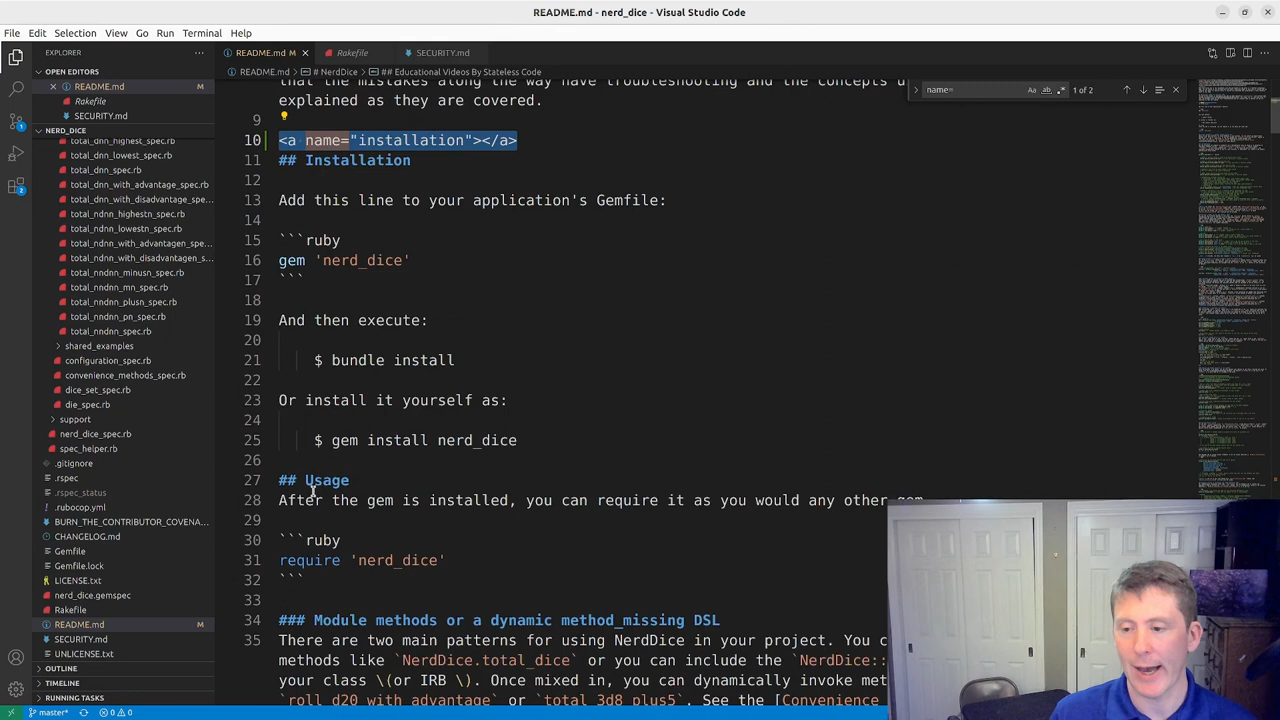 README.md - nerd_dice - Visual Studio Code
File Edit Selection View Go Run Terminal Help
EXPLORER
README.md M
Rakefile
SECURITY.md
README.md > # NerdDice > ## Educational Videos By Stateless Code
OPEN EDITORS
README.md M
Rakefile
SECURITY.md
NERD_DICE
total_dnn_highest_spec.rb
total_dnn_lowest_spec.rb
total_dnn_spec.rb
total_dnn_with_advantage_spec.rb
total_dnn_with_disadvantage_spe...
total_ndnn_highestn_spec.rb
total_ndnn_lowestn_spec.rb
total_ndnn_with_advantagen_spec...
total_ndnn_with_disadvantagen_s...
total_nndnn_minusn_spec.rb
total_nndnn_mn_spec.rb
total_nndnn_plusn_spec.rb
total_nndnn_pn_spec.rb
total_nndnn_spec.rb
shared_examples
configuration_spec.rb
convenience_methods_spec.rb
dice_set_spec.rb
die_spec.rb
support
nerd_dice_spec.rb
spec_helper.rb
.gitignore
.rspec
.rspec_status
.rubocop.yml
BURN_THE_CONTRIBUTOR_COVENA...
CHANGELOG.md
Gemfile
Gemfile.lock
LICENSE.txt
nerd_dice.gemspec
Rakefile
README.md M
SECURITY.md
UNLICENSE.txt
OUTLINE
TIMELINE
RUNNING TASKS
name=
Aa ab .*
1 of 2
that the mistakes along the way have troubleshooting and the concepts u
explained as they are covered.
9
10 <a name="installation"></a>
11 ## Installation
12
13 Add this line to your application's Gemfile:
14
15 ```ruby
16 gem 'nerd_dice'
17 ```
18
19 And then execute:
20
21 $ bundle install
22
23 Or install it yourself as:
24
25 $ gem install nerd_dice
26
27 ## Usage
28 After the gem is installed, you can require it as you would any other gem.
29
30 ```ruby
31 require 'nerd_dice'
32 ```
33
34 ### Module methods or a dynamic method_missing DSL
35 There are two main patterns for using NerdDice in your project. You c
methods like `NerdDice.total_dice` or you can include the `NerdDice::
your class \(or IRB \). Once mixed in, you can dynamically invoke met
`roll_d20_with_advantage` or `total_3d8_plus5`. See the [Convenience
2
master* 0 0